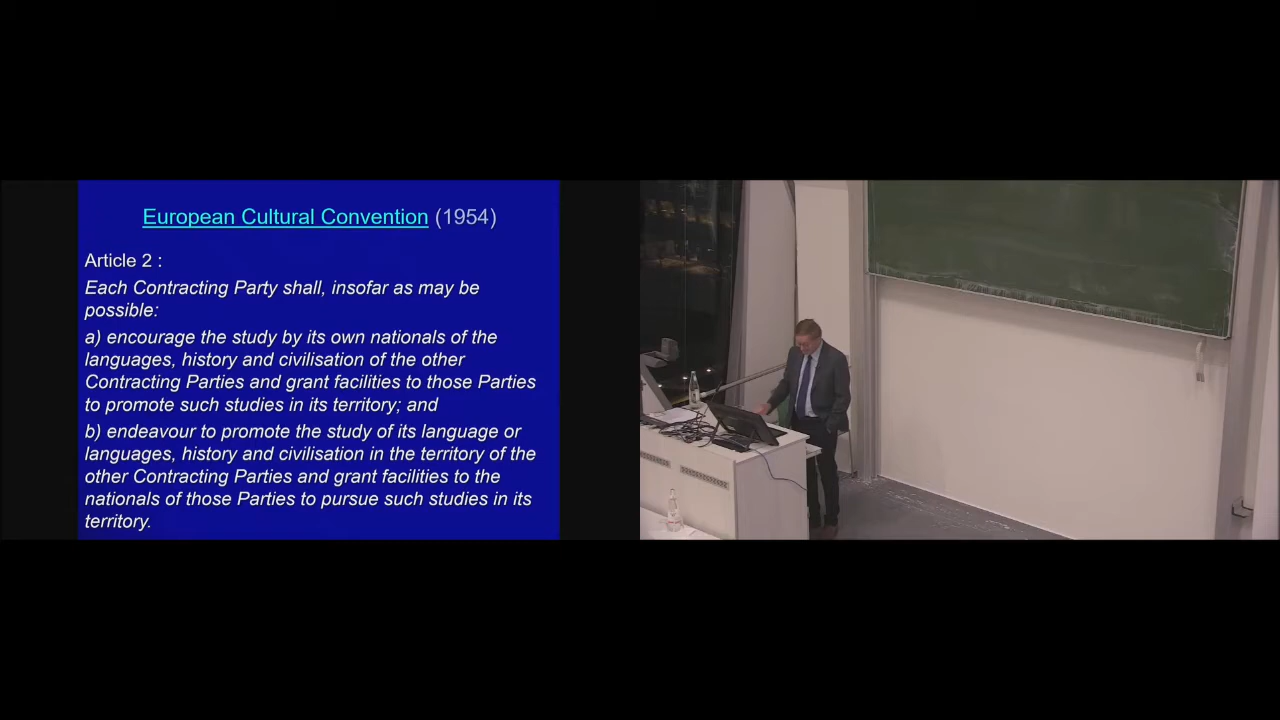 European Cultural Convention (1954)
Article 2 :
Each Contracting Party shall, insofar as may be
possible:
a) encourage the study by its own nationals of the
languages, history and civilisation of the other
Contracting Parties and grant facilities to those Parties
to promote such studies in its territory; and
b) endeavour to promote the study of its language or
languages, history and civilisation in the territory of the
other Contracting Parties and grant facilities to the
nationals of those Parties to pursue such studies in its
territory.